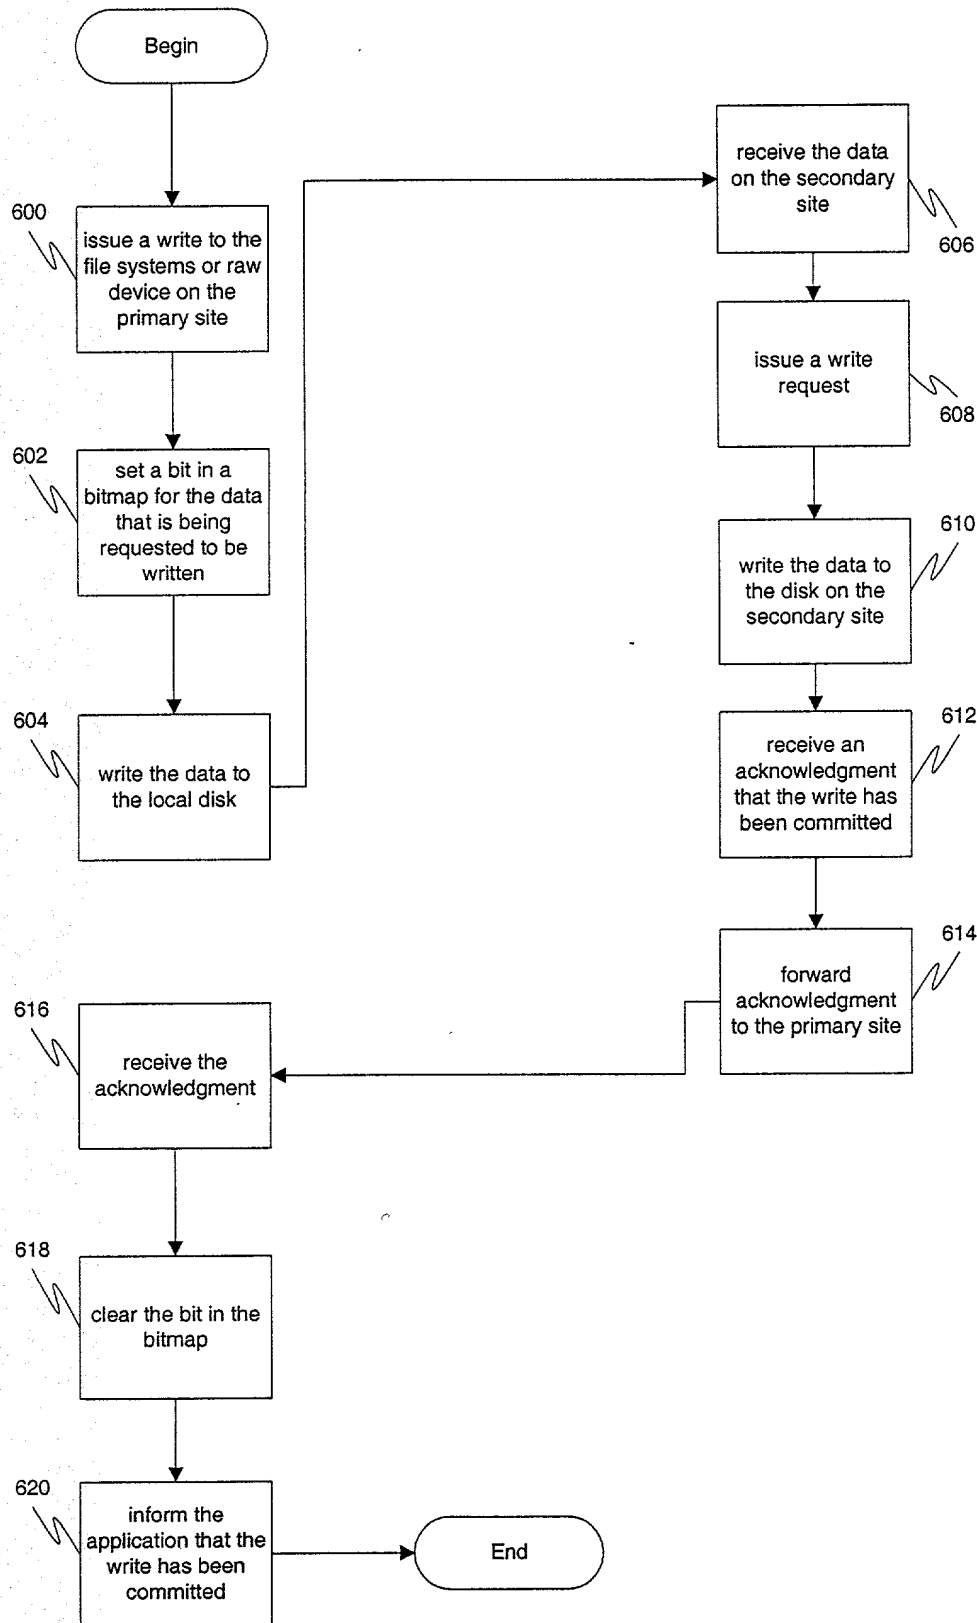 Begin
600
issue a write to the
file systems or raw
device on the
primary site
602
set a bit in a
bitmap for the data
that is being
requested to be
written
604
write the data to
the local disk
receive the data
on the secondary
site
606
issue a write
request
608
610
write the data to
the disk on the
secondary site
612
receive an
acknowledgment
that the write has
been committed
614
forward
acknowledgment
to the primary site
616
receive the
acknowledgment
618
clear the bit in the
bitmap
620
inform the
application that the
write has been
committed
End